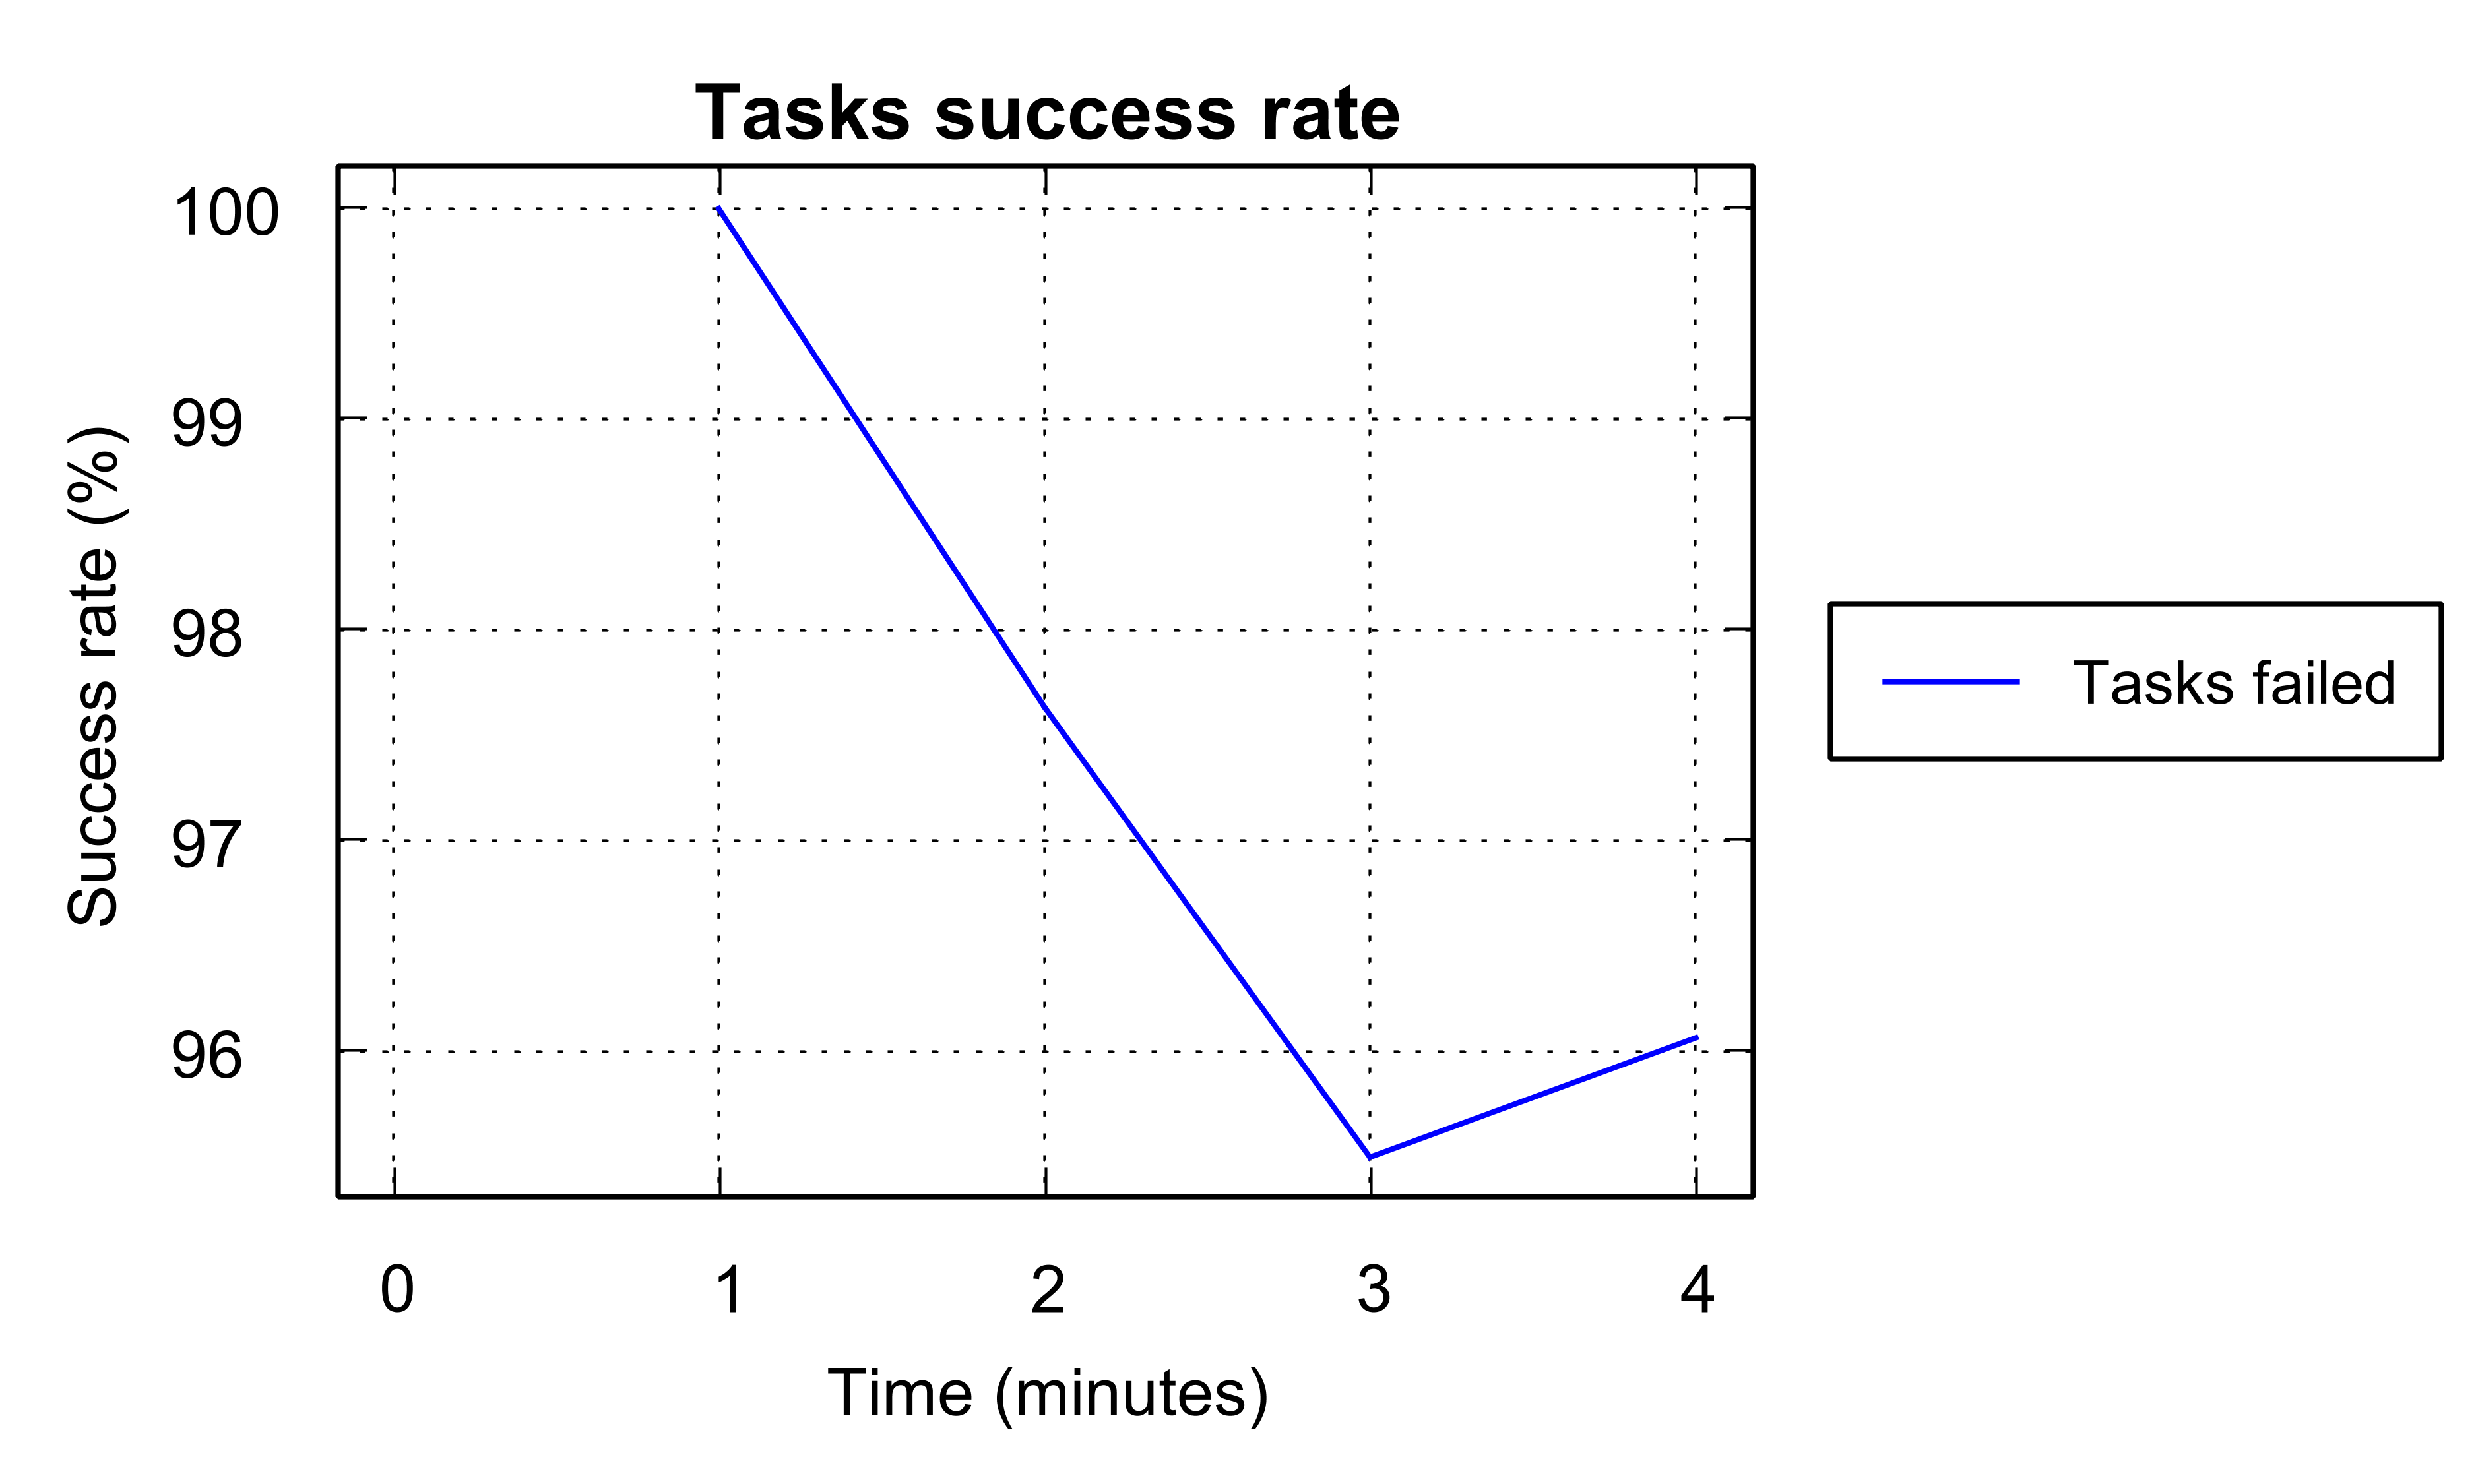 Tasks success rate
100
99
98
97
96
Success rate (%)
Tasks failed
0 1 2 3 4
Time (minutes)